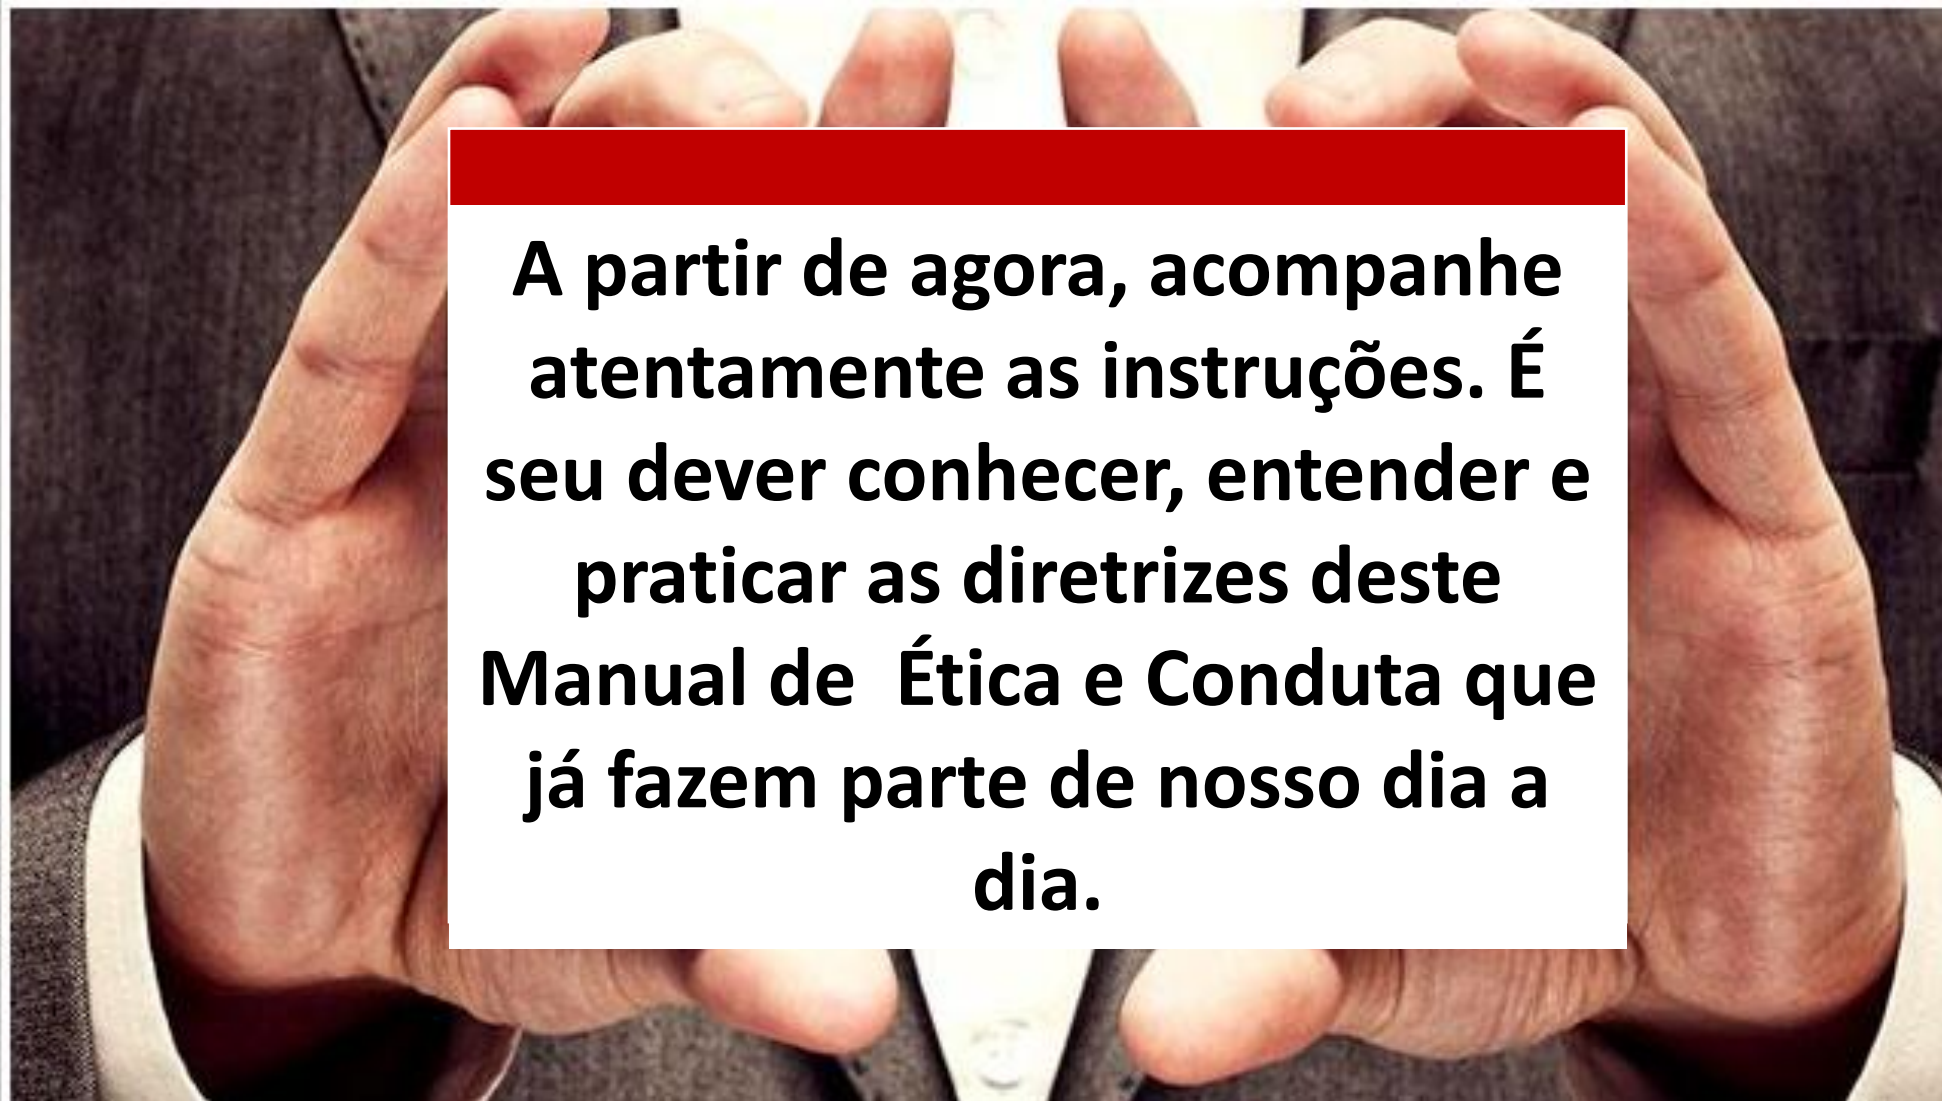 A partir de agora, acompanhe
atentamente as instruções. É
seu dever conhecer, entender e
praticar as diretrizes deste
Manual de  Ética e Conduta que
já fazem parte de nosso dia a
dia.